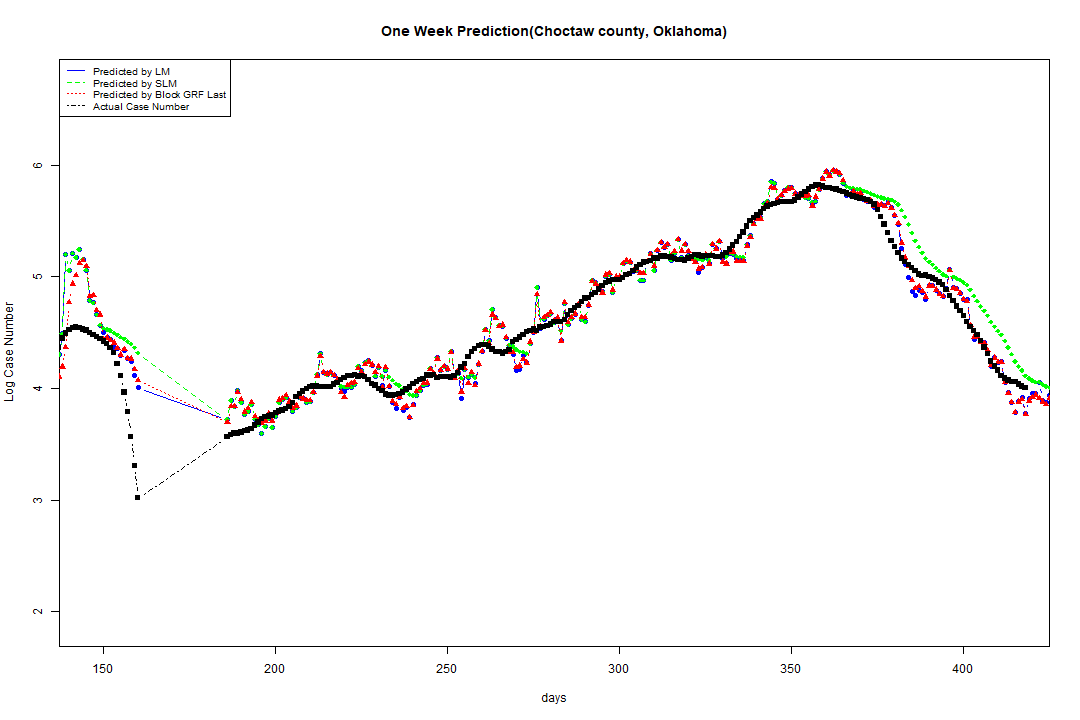 One Week Prediction(Choctaw county, Oklahoma)
Predicted by LM
Predicted by SLM
Predicted by Block GRF Last
Actual Case Number
Log Case Number
6
5
4
3
2
150 200 250 300 350 400
days